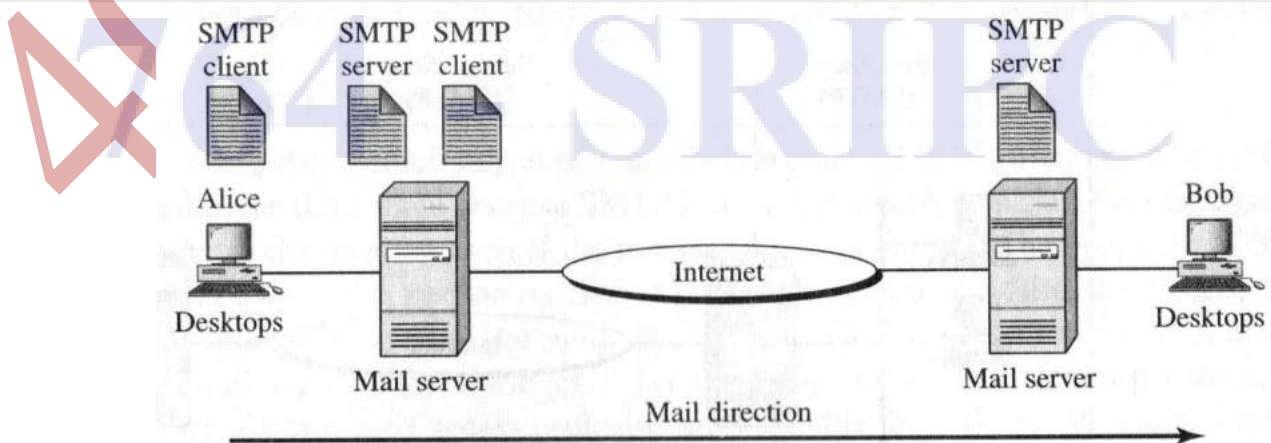 764 SRIRC
SMTP client
SMTP server
SMTP client
SMTP server
Alice
Bob
Internet
Desktops
Desktops
Mail server
Mail server
Mail direction